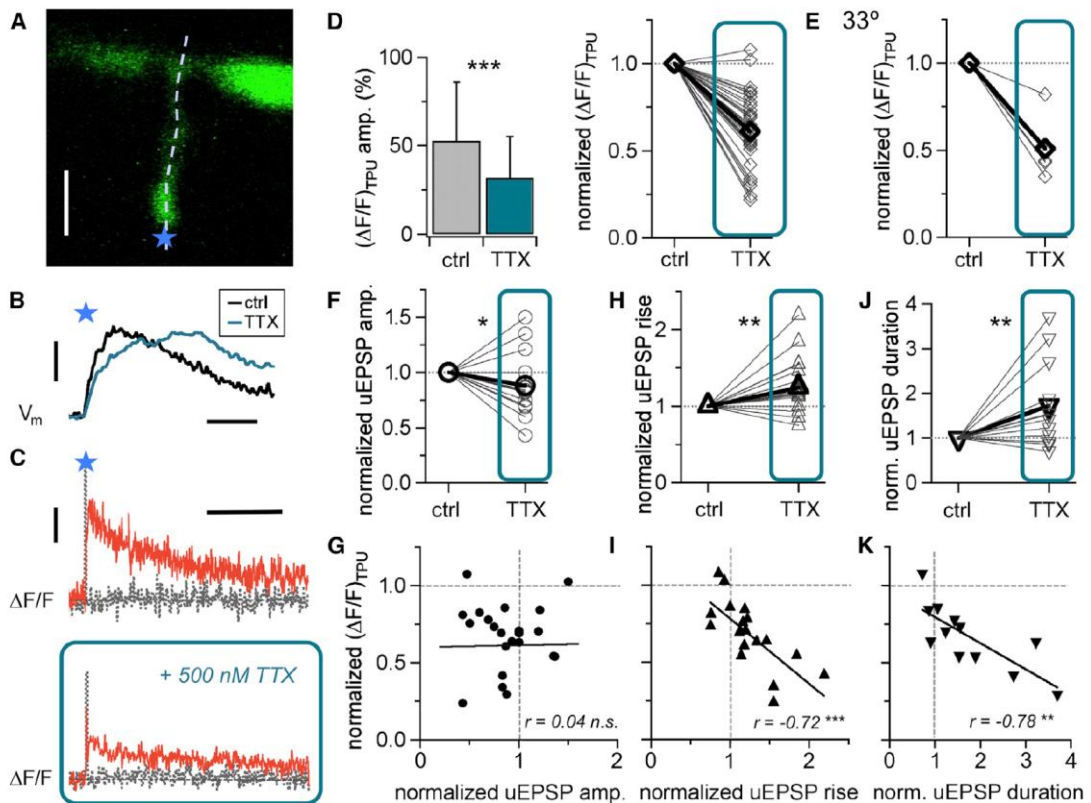 A
D
(ΔF/F)TPU amp. (%)
100
50
0
***
ctrl
TTX
normalized (ΔF/F)TPU
1.0
0.5
0.0
ctrl
TTX
E
33º
normalized (ΔF/F)TPU
1.0
0.5
0.0
ctrl
TTX
B
ctrl
TTX
Vm
F
normalized uEPSP amp.
1.5
1.0
0.5
0.0
*
ctrl
TTX
H
normalized uEPSP rise
2
1
0
**
ctrl
TTX
J
norm. uEPSP duration
4
3
2
1
0
**
ctrl
TTX
C
ΔF/F
+ 500 nM TTX
ΔF/F
G
normalized (ΔF/F)TPU
1.0
0.5
0.0
r = 0.04 n.s.
0
1
2
normalized uEPSP amp.
I
r = -0.72 ***
0
1
2
normalized uEPSP rise
K
r = -0.78 **
0
1
2
3
4
norm. uEPSP duration